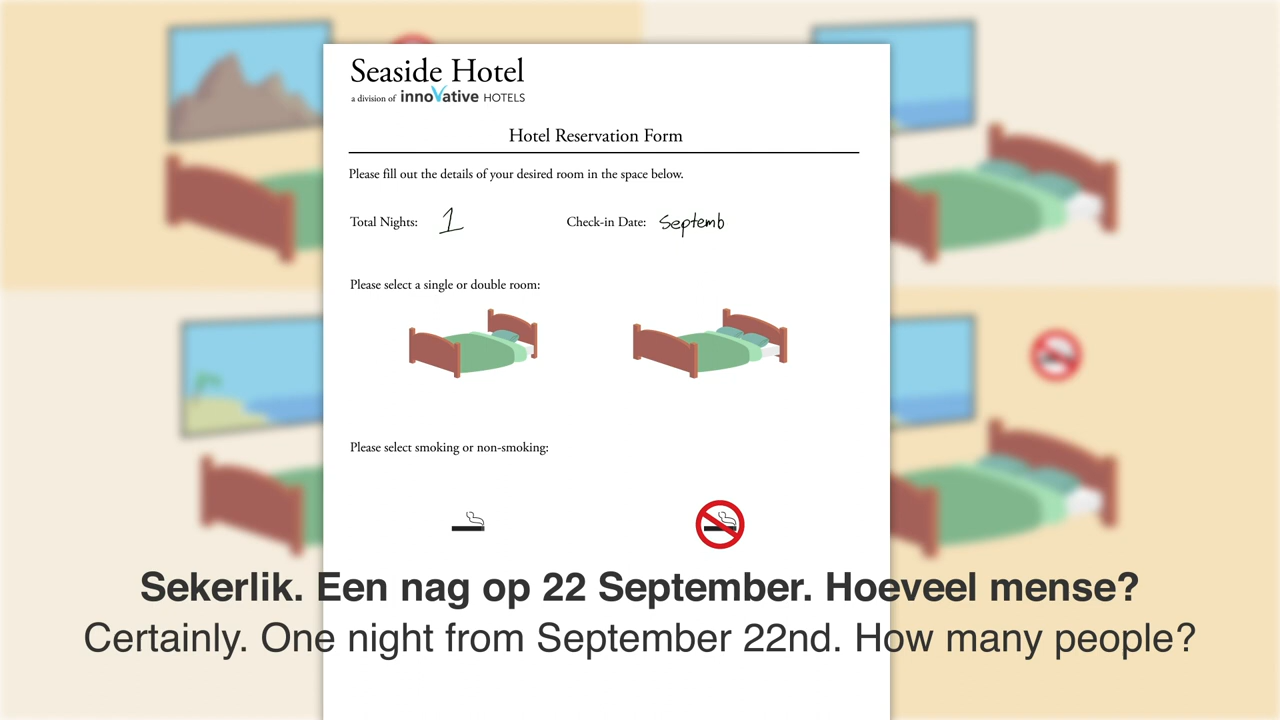 Seaside Hotel
a division of innovative HOTELS
Hotel Reservation Form
Please fill out the details of your desired room in the space below.
Total Nights: 1 Check-in Date: Septemb
Please select a single or double room:
Please select smoking or non-smoking:
Sekerlik. Een nag op 22 September. Hoeveel mense?
Certainly. One night from September 22nd. How many people?